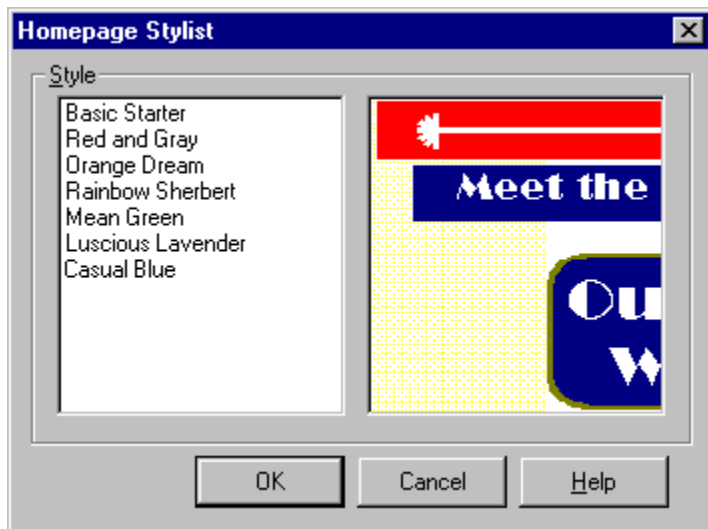 Homepage Stylist
Style
Basic Starter
Red and Gray
Orange Dream
Rainbow Sherbert
Mean Green
Luscious Lavender
Casual Blue
Meet the
Ou
W
OK Cancel Help